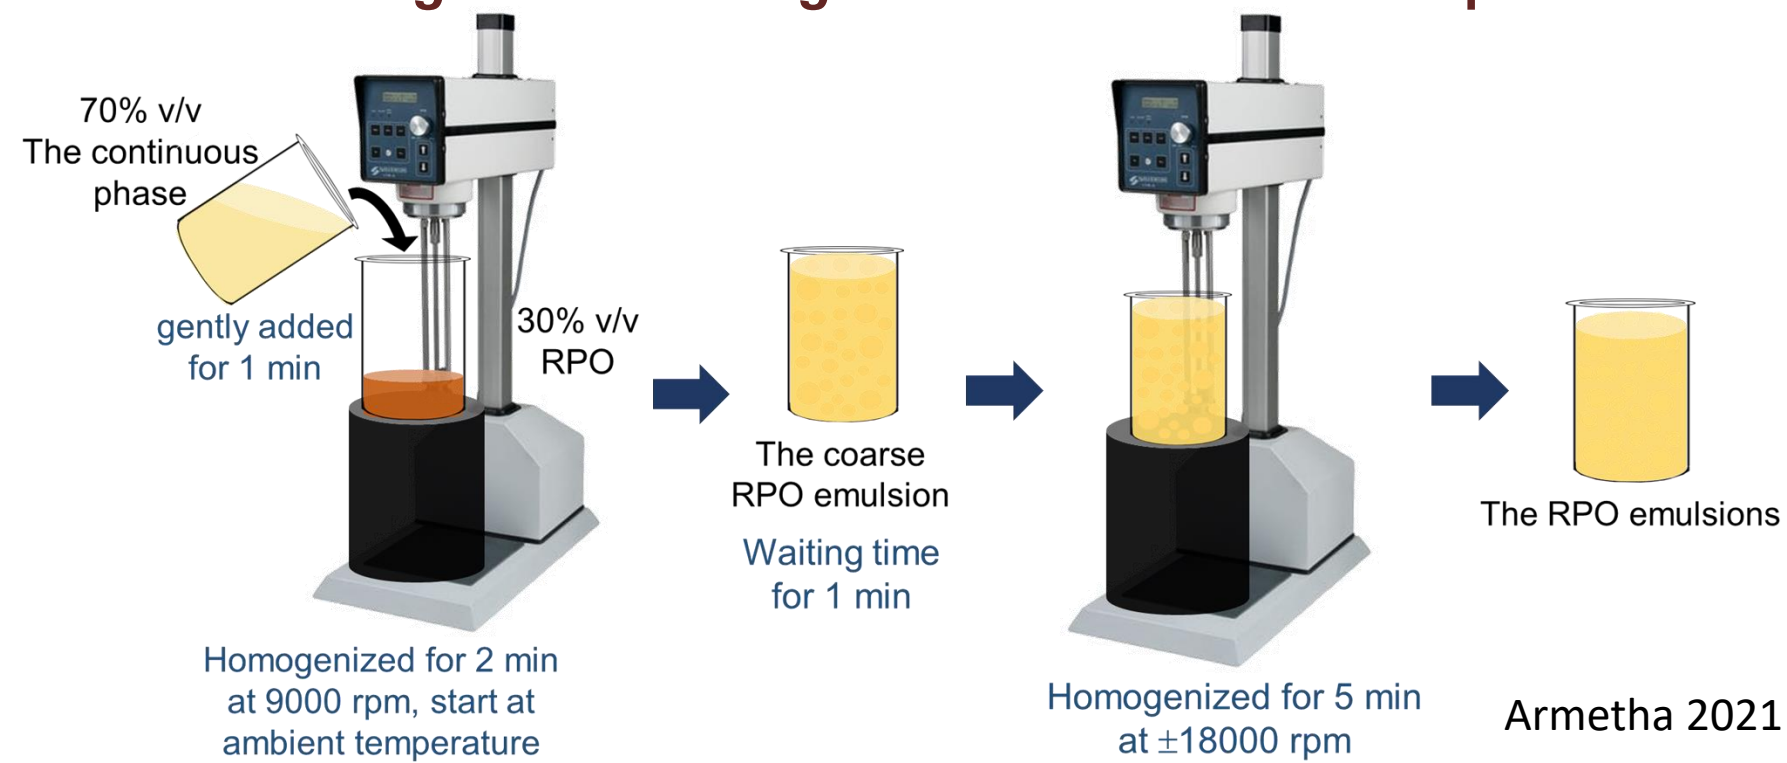 70% v/v
The continuous
phase
gently added
for 1 min
30% v/v
RPO
Homogenized for 2 min
at 9000 rpm, start at
ambient temperature
The coarse
RPO emulsion
Waiting time
for 1 min
Homogenized for 5 min
at ±18000 rpm
The RPO emulsions
Armetha 2021